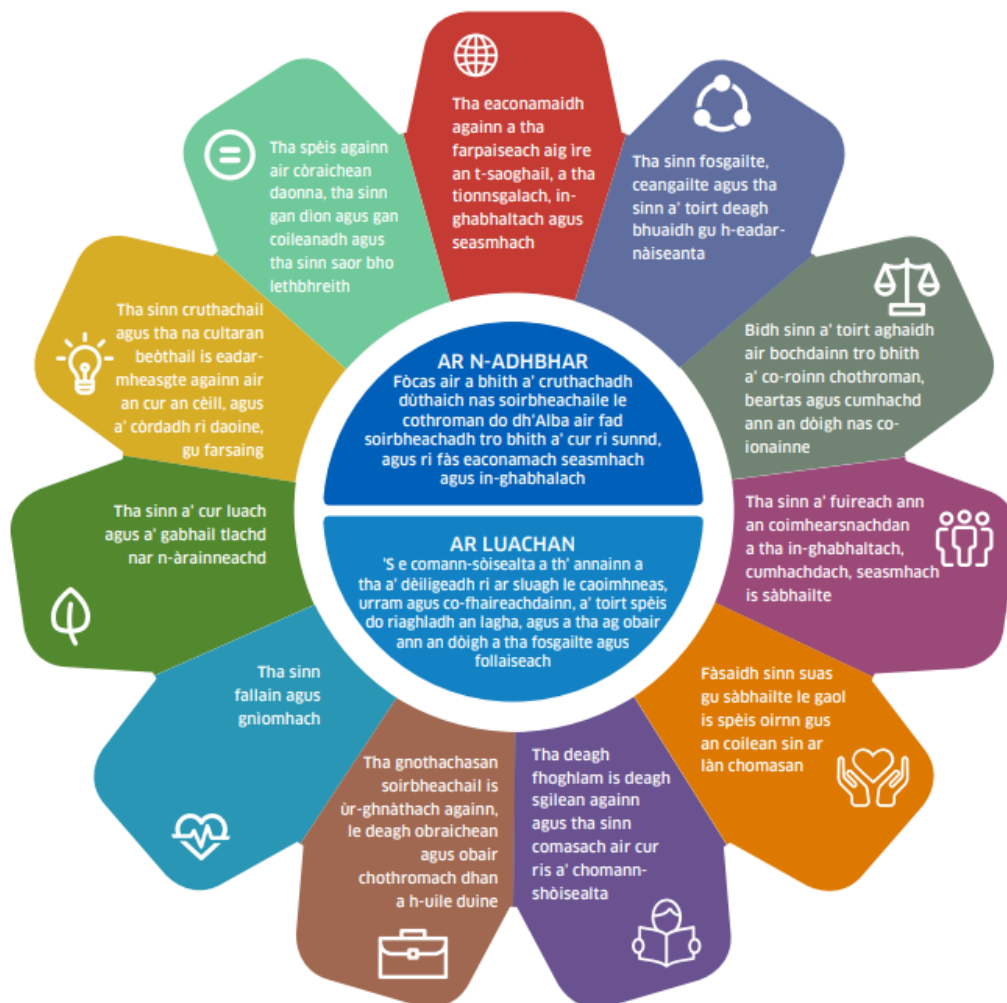 Tha eaconamaidh
againn a tha
farpaiseach aig ìre
an t-saoghail, a tha
tionnsgalach, in-
ghabhaltach agus
seasmhach
Tha sinn fosgailte,
ceangailte agus tha
sinn a' toirt deagh
bhuaidh gu h-eadar-
nàiseanta
Bidh sinn a' toirt aghaidh
air bochdainn tro bhith
a' co-roinn chothroman,
beartas agus cumhachd
ann an dòigh nas co-
ionainne
Tha sinn a' fuireach ann
an coimhearsnachdan
a tha in-ghabhaltach,
cumhachdach, seasmhach
is sàbhailte
Fàsaidh sinn suas
gu sàbhailte le gaol
is spèis oirnn gus
an coilean sin ar
làn chomasan
Tha deagh
fhoghlam is deagh
sgilean againn
agus tha sinn
comasach air cur
ris a' chomann-
shòisealta
Tha gnothachasan
soirbheachail is
ùr-ghnàthach againn,
le deagh obraichean
agus obair
chothromach dhan
a h-uile duine
Tha sinn
fallain agus
gnìomhach
Tha sinn a' cur luach
agus a' gabhail tlachd
nar n-àrainneachd
Tha sinn cruthachail
agus tha na cultaran
beòthail is eadar-
mheasgte againn air
an cur an cèill, agus
a' còrdadh ri daoine,
gu farsaing
Tha spèis againn
air còraichean
daonna, tha sinn
gan dìon agus gan
coileanadh agus
tha sinn saor bho
lethbhreith
AR N-ADHBHAR
Fòcas air a bhith a' cruthachadh
dùthaich nas soirbheachaile le
cothroman do dh'Alba air fad
soirbheachadh tro bhith a' cur ri sunnd,
agus ri fàs eaconamach seasmhach
agus in-ghabhalach
AR LUACHAN
'S e comann-sòisealta a th' annainn a
tha a' dèiligeadh ri ar sluagh le caoimhneas,
urram agus co-fhaireachdainn, a' toirt spèis
do riaghladh an lagha, agus a tha ag obair
ann an dòigh a tha fosgailte agus
follaiseach